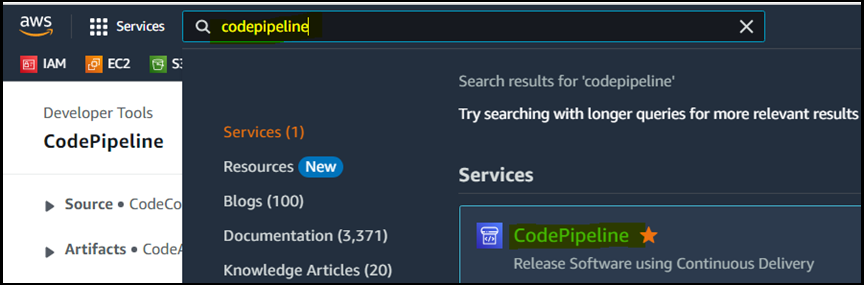 aws
Services
codepipeline
IAM
EC2
S3
Developer Tools
CodePipeline
Source • CodeCo
Artifacts • CodeA
Services (1)
Resources New
Blogs (100)
Documentation (3,371)
Knowledge Articles (20)
Search results for 'codepipeline'
Try searching with longer queries for more relevant results
Services
CodePipeline
Release Software using Continuous Delivery